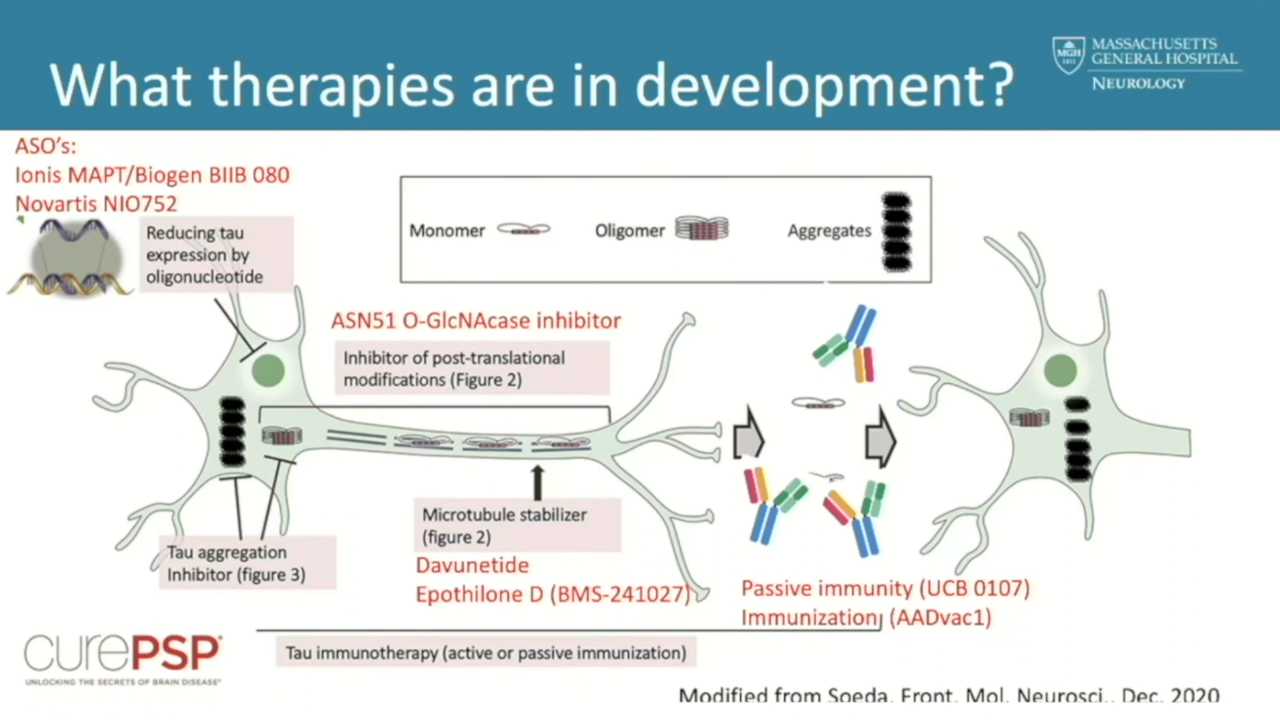 What therapies are in development?
MGH
1811
MASSACHUSETTS
GENERAL HOSPITAL
NEUROLOGY
ASO's:
Ionis MAPT/Biogen BIIB 080
Novartis NIO752
Reducing tau
expression by
oligonucleotide
Monomer
Oligomer
Aggregates
ASN51 O-GlcNAcase inhibitor
Inhibitor of post-translational
modifications (Figure 2)
Microtubule stabilizer
(figure 2)
Davunetide
Epothilone D (BMS-241027)
Tau aggregation
Inhibitor (figure 3)
Passive immunity (UCB 0107)
Immunization (AADvac1)
Tau immunotherapy (active or passive immunization)
curePSP
UNLOCKING THE SECRETS OF BRAIN DISEASE
Modified from Soeda, Front. Mol. Neurosci., Dec. 2020